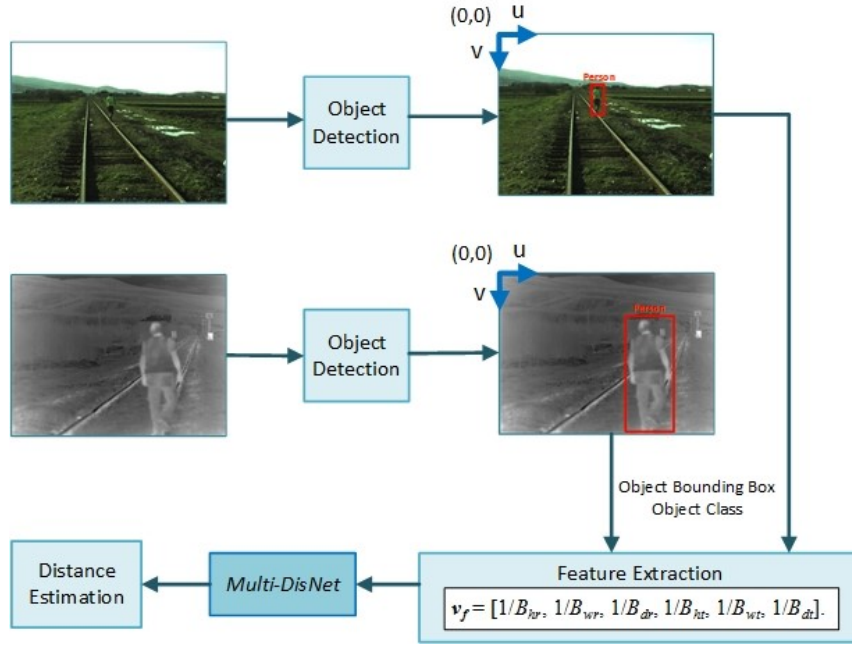 (0,0) u
v
Object
Detection
Person
(0,0) u
v
Object
Detection
Person
Object Bounding Box
Object Class
Distance
Estimation
Multi-DisNet
Feature Extraction
v_f = [1/B_hr, 1/B_wr, 1/B_dr, 1/B_ht, 1/B_wt, 1/B_dt].